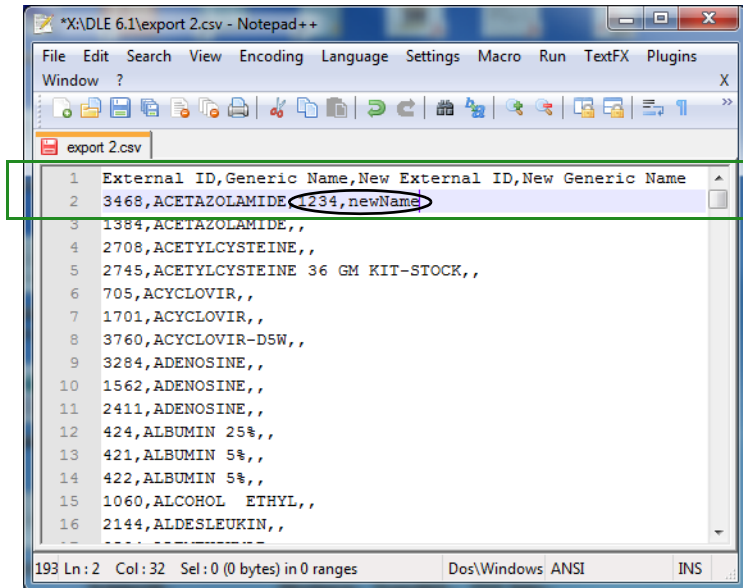 *X:\DLE 6.1\export 2.csv - Notepad++
File Edit Search View Encoding Language Settings Macro Run TextFX Plugins
Window ? X
export 2.csv
1 External ID,Generic Name,New External ID,New Generic Name
2 3468,ACETAZOLAMIDE,1234,newName
3 1384,ACETAZOLAMIDE,,
4 2708,ACETYLCYSTEINE,,
5 2745,ACETYLCYSTEINE 36 GM KIT-STOCK,,
6 705,ACYCLOVIR,,
7 1701,ACYCLOVIR,,
8 3760,ACYCLOVIR-D5W,,
9 3284,ADENOSINE,,
10 1562,ADENOSINE,,
11 2411,ADENOSINE,,
12 424,ALBUMIN 25%,,
13 421,ALBUMIN 5%,,
14 422,ALBUMIN 5%,,
15 1060,ALCOHOL  ETHYL,,
16 2144,ALDESLEUKIN,,
193 Ln : 2 Col : 32 Sel : 0 (0 bytes) in 0 ranges Dos\Windows ANSI INS